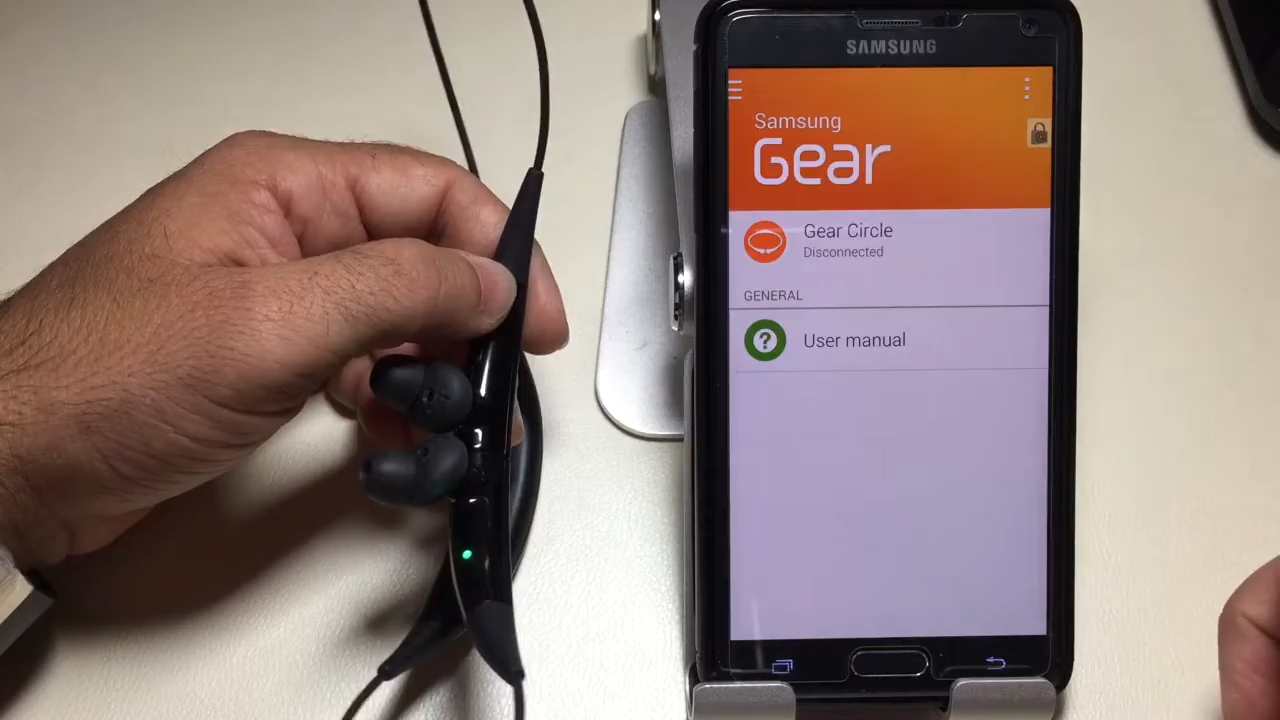 SAMSUNG
Samsung
Gear
Gear Circle
Disconnected
GENERAL
User manual